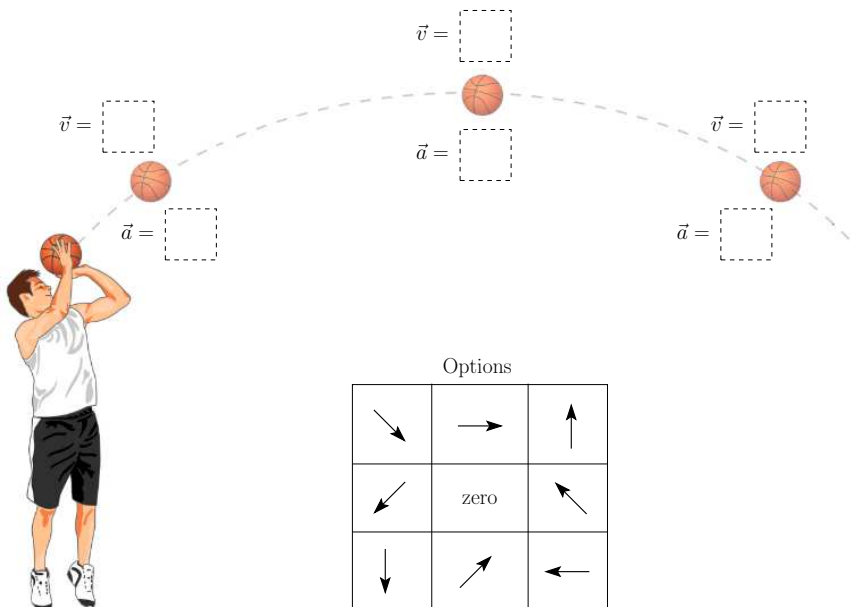 v⃗ =
v⃗ =
v⃗ =
a⃗ =
a⃗ =
a⃗ =
Options
zero